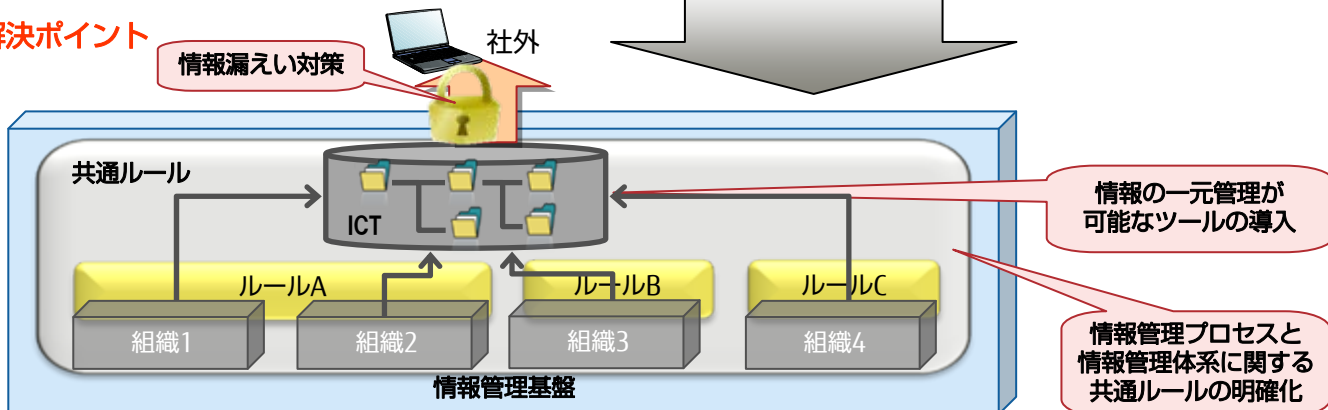 決ポイント
情報漏えい対策
社外
共通ルール
ICT
情報の一元管理が
可能なツールの導入
ルールA
ルールB
ルールC
組織1
組織2
組織3
組織4
情報管理基盤
情報管理プロセスと
情報管理体系に関する
共通ルールの明確化